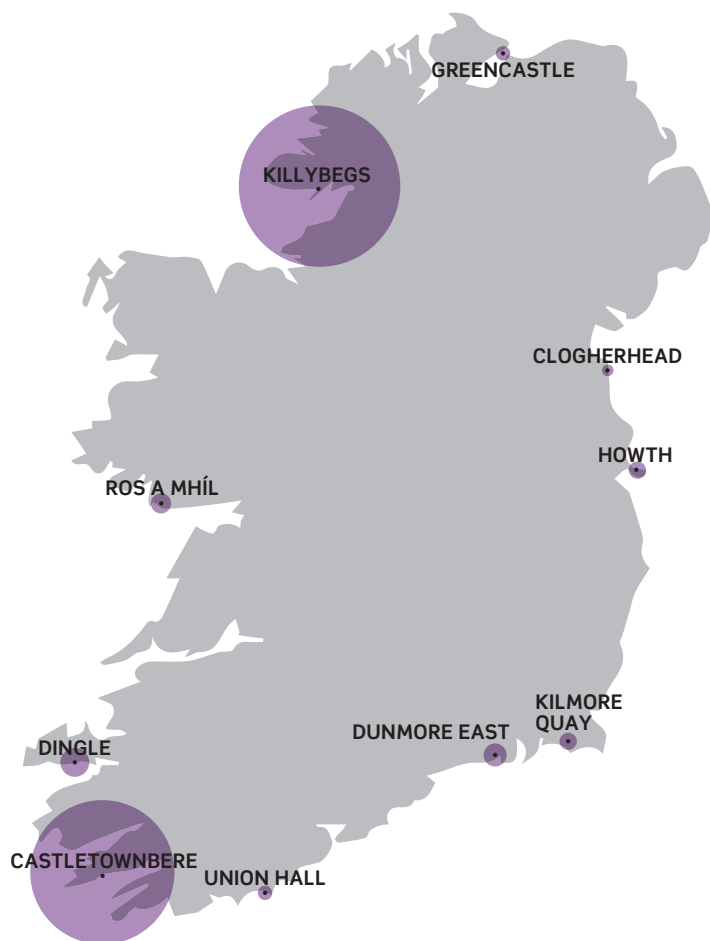 GREENCASTLE
KILLYBEGS
CLOGHERHEAD
HOWTH
ROS A MHÍL
KILMORE
QUAY
DUNMORE EAST
DINGLE
CASTLETOWNBERE
UNION HALL